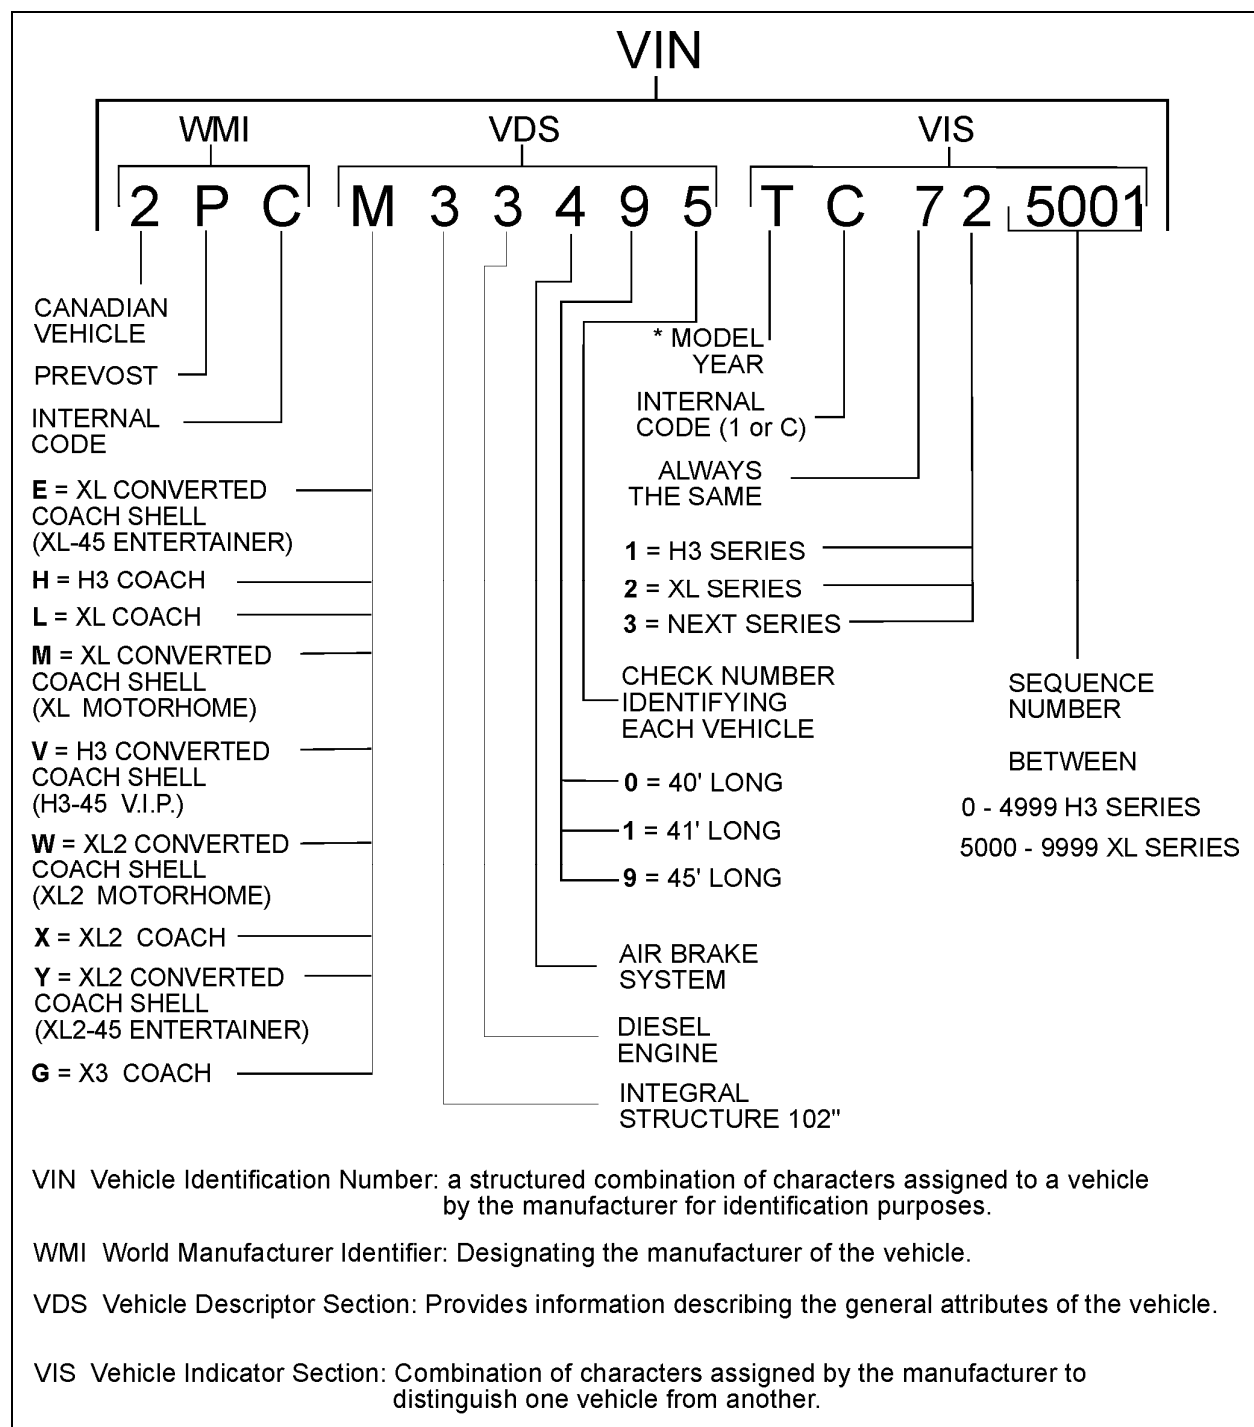 VIN
WMI VDS VIS
2 P C M 3 3 4 9 5 T C 7 2 5001
CANADIAN
VEHICLE
PREVOST
INTERNAL
CODE
E = XL CONVERTED
COACH SHELL
(XL-45 ENTERTAINER)
H = H3 COACH
L = XL COACH
M = XL CONVERTED
COACH SHELL
(XL MOTORHOME)
V = H3 CONVERTED
COACH SHELL
(H3-45 V.I.P.)
W = XL2 CONVERTED
COACH SHELL
(XL2 MOTORHOME)
X = XL2 COACH
Y = XL2 CONVERTED
COACH SHELL
(XL2-45 ENTERTAINER)
G = X3 COACH
* MODEL
YEAR
INTERNAL
CODE (1 or C)
ALWAYS
THE SAME
1 = H3 SERIES
2 = XL SERIES
3 = NEXT SERIES
CHECK NUMBER
IDENTIFYING
EACH VEHICLE
0 = 40' LONG
1 = 41' LONG
9 = 45' LONG
AIR BRAKE
SYSTEM
DIESEL
ENGINE
INTEGRAL
STRUCTURE 102"
SEQUENCE
NUMBER
BETWEEN
0 - 4999 H3 SERIES
5000 - 9999 XL SERIES
VIN Vehicle Identification Number: a structured combination of characters assigned to a vehicle
by the manufacturer for identification purposes.
WMI World Manufacturer Identifier: Designating the manufacturer of the vehicle.
VDS Vehicle Descriptor Section: Provides information describing the general attributes of the vehicle.
VIS Vehicle Indicator Section: Combination of characters assigned by the manufacturer to
distinguish one vehicle from another.